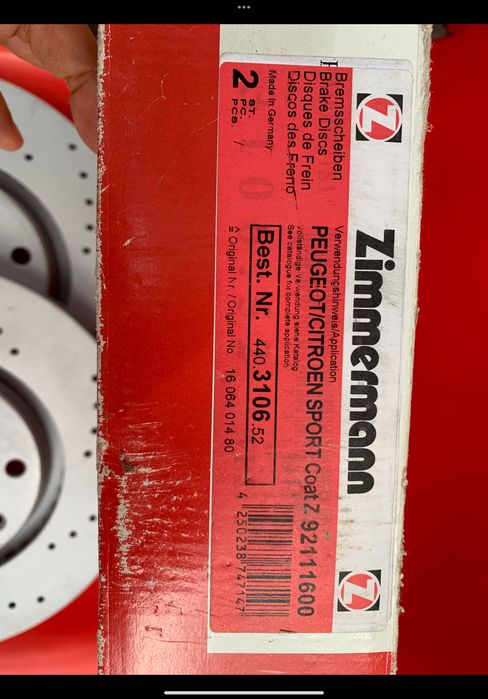 Z
Zimmermann
Z
Bremsscheiben
Brake Discs
Disques de Frein
Discos des Freno
2 ST.
PC.
PCS.
Made in Germany
Verwendungshinweis/Application
PEUGEOT/CITROEN SPORT Coat Z 92111600
Vollständige Verwendung siehe Katalog
See catalogue for complete application
Best. Nr. 440.3106.52
≙ Original Nr. / Original No. 16 064 014 80
4 250238 747147